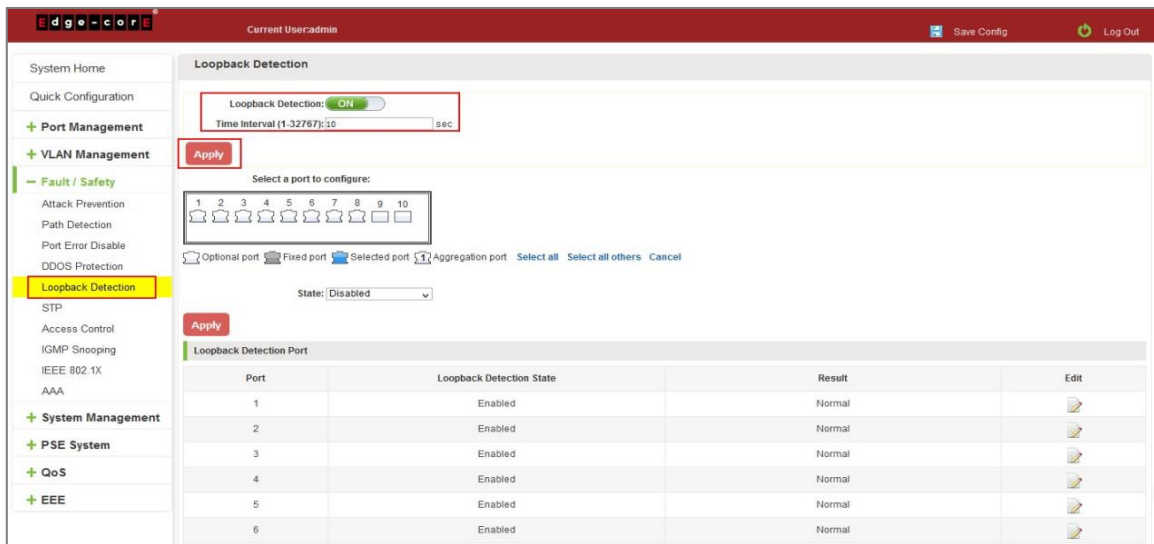 Edge-corE®
Current User:admin
Save Config
Log Out
System Home
Quick Configuration
+ Port Management
+ VLAN Management
− Fault / Safety
Attack Prevention
Path Detection
Port Error Disable
DDOS Protection
Loopback Detection
STP
Access Control
IGMP Snooping
IEEE 802.1X
AAA
+ System Management
+ PSE System
+ QoS
+ EEE
Loopback Detection
Loopback Detection: ON
Time Interval (1-32767): 10 sec
Apply
Select a port to configure:
1 2 3 4 5 6 7 8 9 10
Optional port Fixed port Selected port 1 Aggregation port Select all Select all others Cancel
State: Disabled
Apply
Loopback Detection Port
Port Loopback Detection State Result Edit
1 Enabled Normal
2 Enabled Normal
3 Enabled Normal
4 Enabled Normal
5 Enabled Normal
6 Enabled Normal